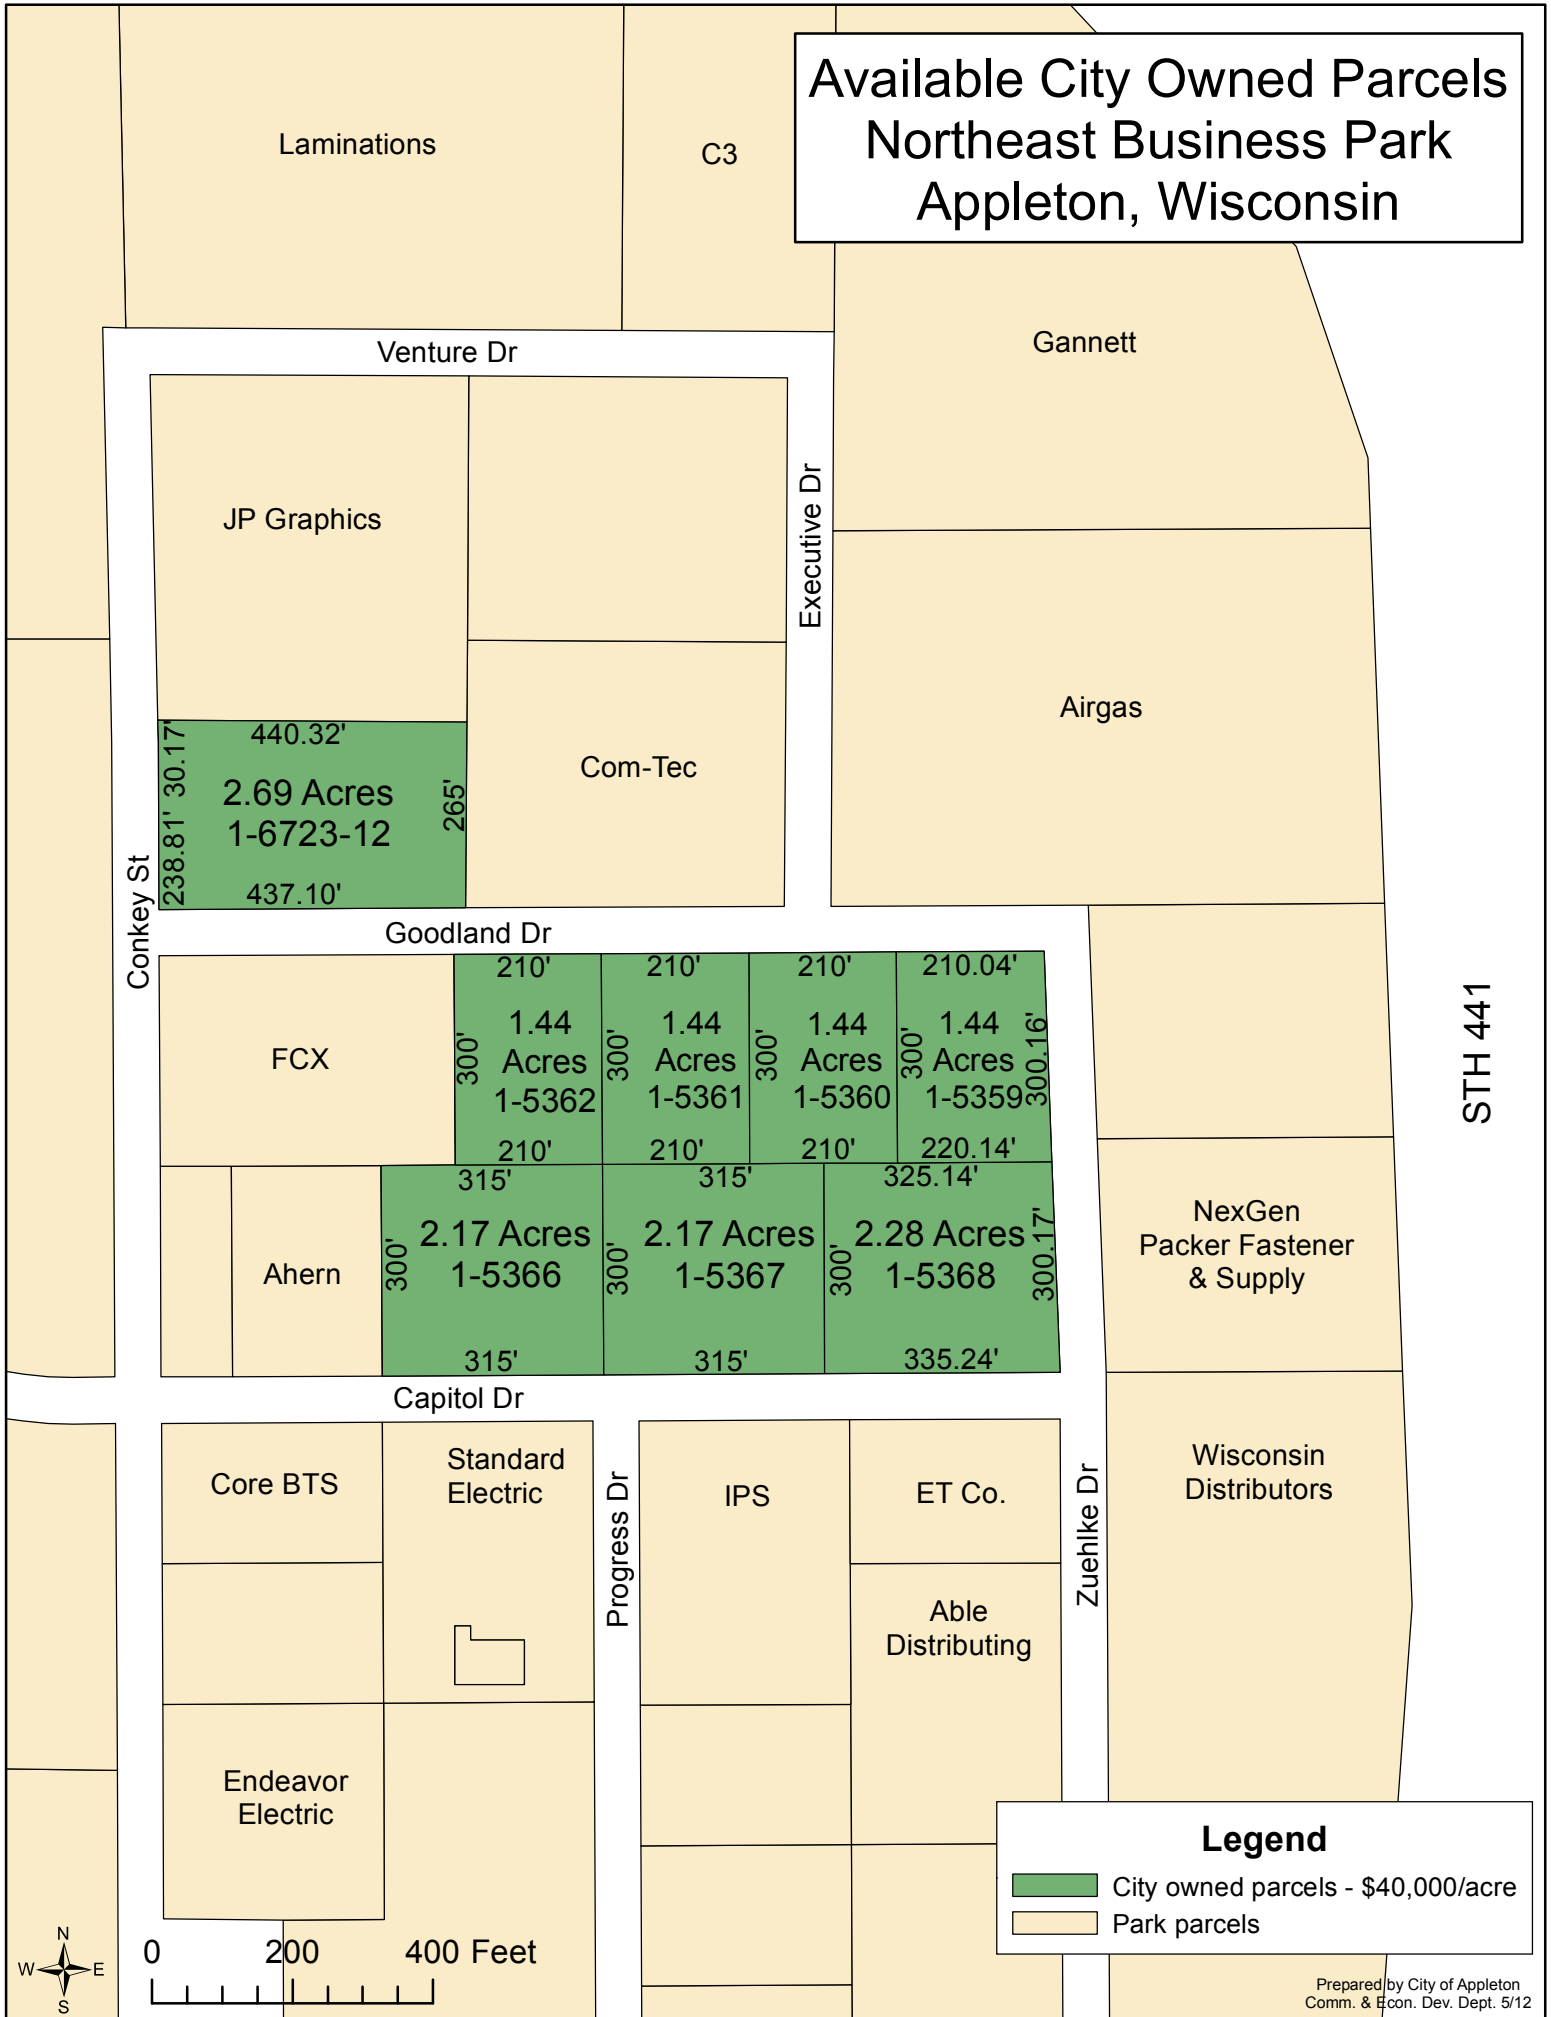 Available City Owned Parcels
Northeast Business Park
Appleton, Wisconsin
Laminations
C3
Gannett
Venture Dr
JP Graphics
Executive Dr
Airgas
Com-Tec
440.32'
30.17'
238.81'
2.69 Acres
1-6723-12
265'
437.10'
Conkey St
Goodland Dr
STH 441
FCX
210'
300'
1.44
Acres
1-5362
210'
210'
300'
1.44
Acres
1-5361
210'
210'
300'
1.44
Acres
1-5360
210'
210.04'
300'
1.44
Acres
1-5359
300.16'
220.14'
Ahern
315'
300'
2.17 Acres
1-5366
315'
315'
300'
2.17 Acres
1-5367
315'
325.14'
300'
2.28 Acres
1-5368
300.17'
335.24'
NexGen
Packer Fastener
& Supply
Capitol Dr
Core BTS
Standard
Electric
Progress Dr
IPS
ET Co.
Zuehlke Dr
Wisconsin
Distributors
Able
Distributing
Endeavor
Electric
Legend
City owned parcels - $40,000/acre
Park parcels
N
W E
S
0 200 400 Feet
Prepared by City of Appleton
Comm. & Econ. Dev. Dept. 5/12